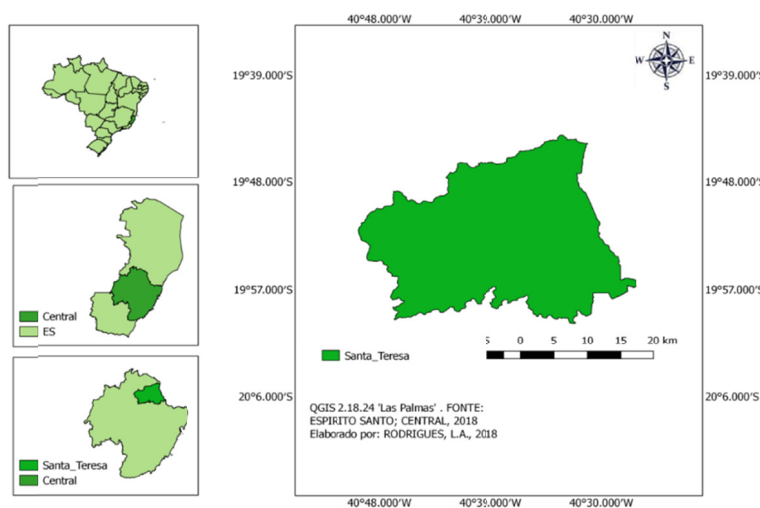 40°48.000'W 40°39.000'W 40°30.000'W
N
W E
S
19°39.000'S 19°39.000'S
19°48.000'S 19°48.000'S
19°57.000'S 19°57.000'S
20°6.000'S 20°6.000'S
Central
ES
Santa_Teresa
Central
Santa_Teresa
5 0 5 10 15 20 km
QGIS 2.18.24 'Las Palmas' . FONTE:
ESPIRITO SANTO; CENTRAL, 2018
Elaborado por: RODRIGUES, L.A., 2018
40°48.000'W 40°39.000'W 40°30.000'W